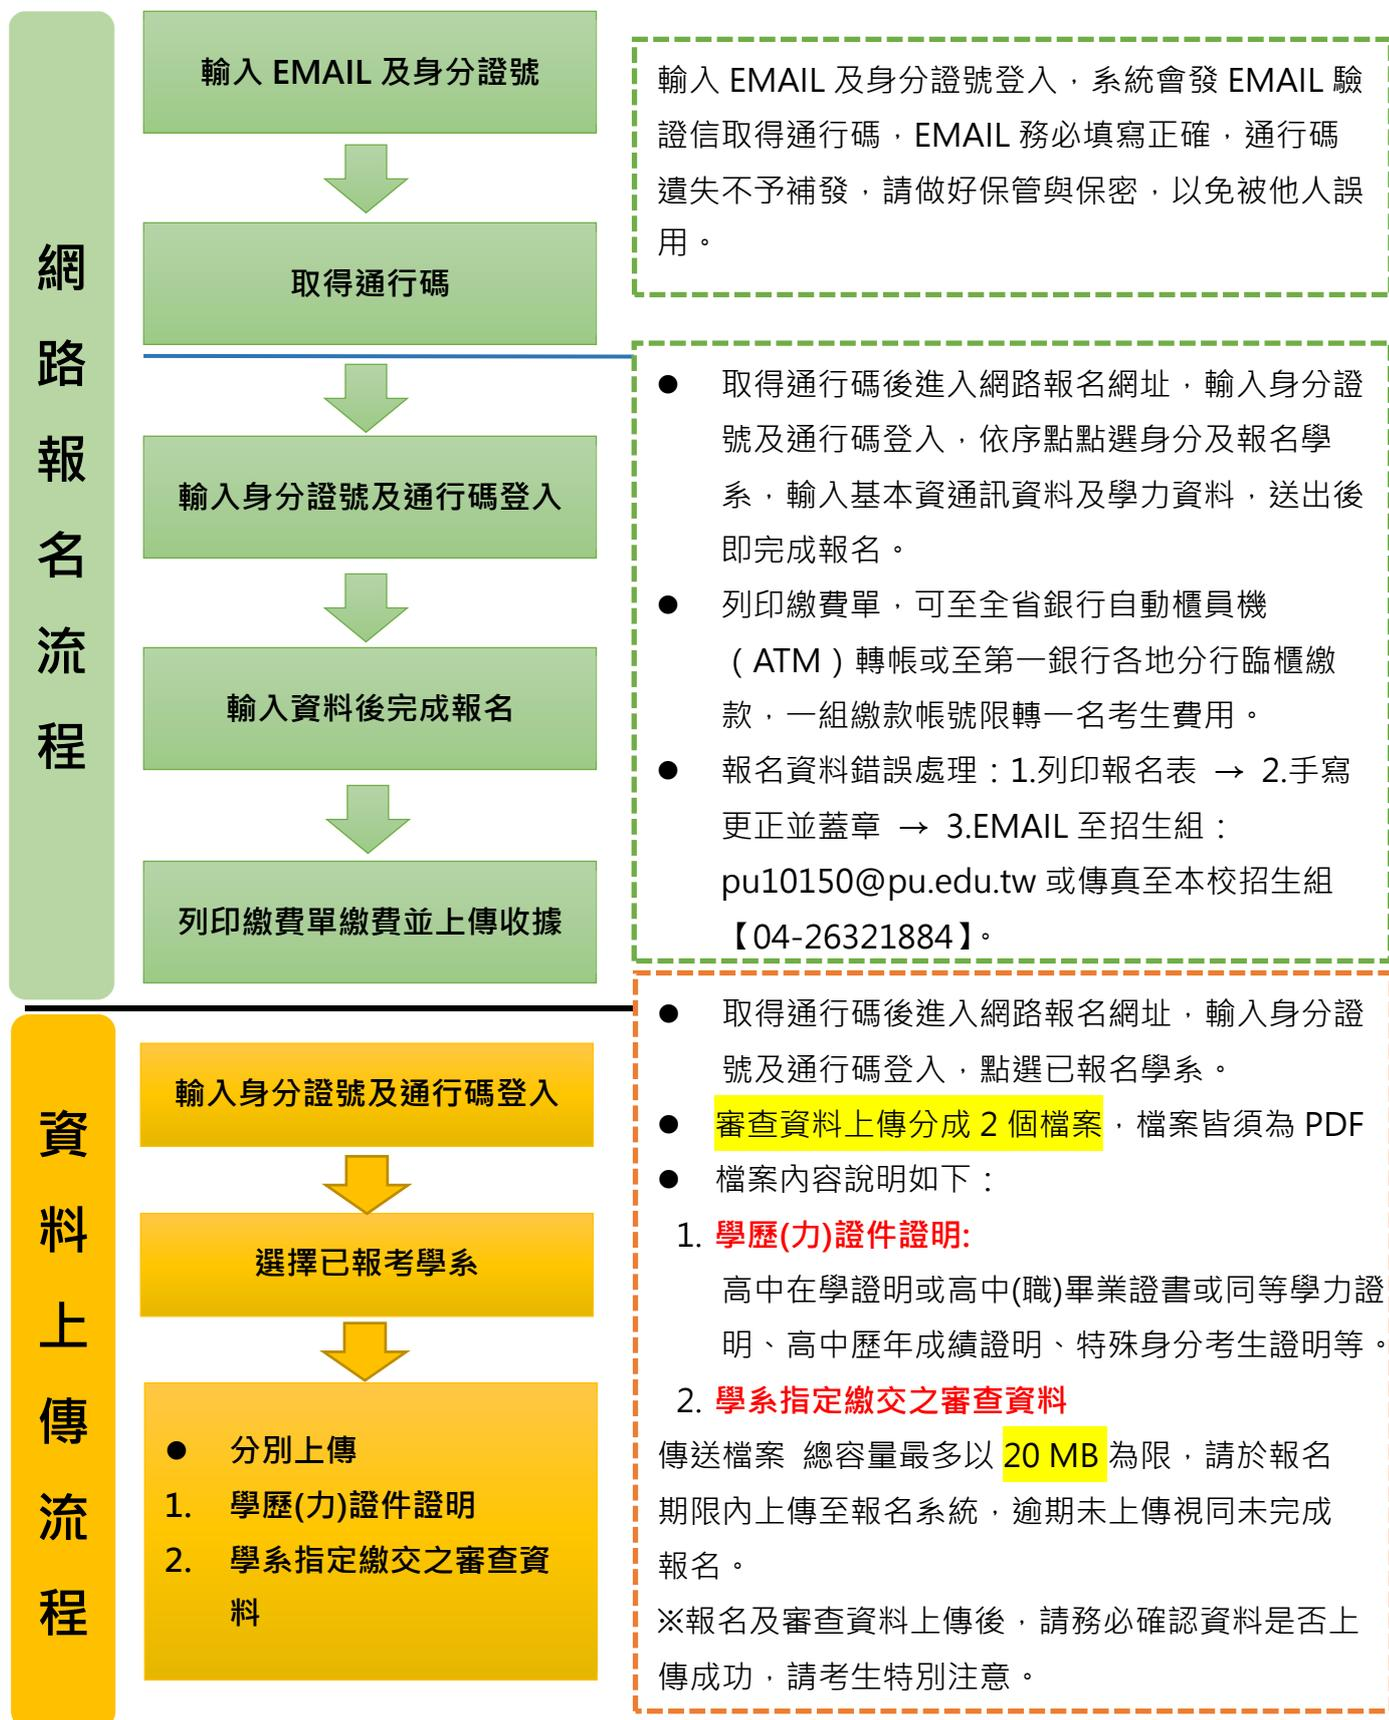 網路報名流程
輸入 EMAIL 及身分證號
取得通行碼
輸入身分證號及通行碼登入
輸入資料後完成報名
列印繳費單繳費並上傳收據
輸入 EMAIL 及身分證號登入，系統會發 EMAIL 驗
證信取得通行碼，EMAIL 務必填寫正確，通行碼
遺失不予補發，請做好保管與保密，以免被他人誤
用。
● 取得通行碼後進入網路報名網址，輸入身分證
號及通行碼登入，依序點點選身分及報名學
系，輸入基本資通訊資料及學力資料，送出後
即完成報名。
● 列印繳費單，可至全省銀行自動櫃員機
（ATM）轉帳或至第一銀行各地分行臨櫃繳
款，一組繳款帳號限轉一名考生費用。
● 報名資料錯誤處理：1.列印報名表 → 2.手寫
更正並蓋章 → 3.EMAIL 至招生組：
pu10150@pu.edu.tw 或傳真至本校招生組
【04-26321884】。
資料上傳流程
輸入身分證號及通行碼登入
選擇已報考學系
● 分別上傳
1. 學歷(力)證件證明
2. 學系指定繳交之審查資
料
● 取得通行碼後進入網路報名網址，輸入身分證
號及通行碼登入，點選已報名學系。
● 審查資料上傳分成 2 個檔案，檔案皆須為 PDF
● 檔案內容說明如下：
1. 學歷(力)證件證明:
高中在學證明或高中(職)畢業證書或同等學力證
明、高中歷年成績證明、特殊身分考生證明等。
2. 學系指定繳交之審查資料
傳送檔案 總容量最多以 20 MB 為限，請於報名
期限內上傳至報名系統，逾期未上傳視同未完成
報名。
※報名及審查資料上傳後，請務必確認資料是否上
傳成功，請考生特別注意。